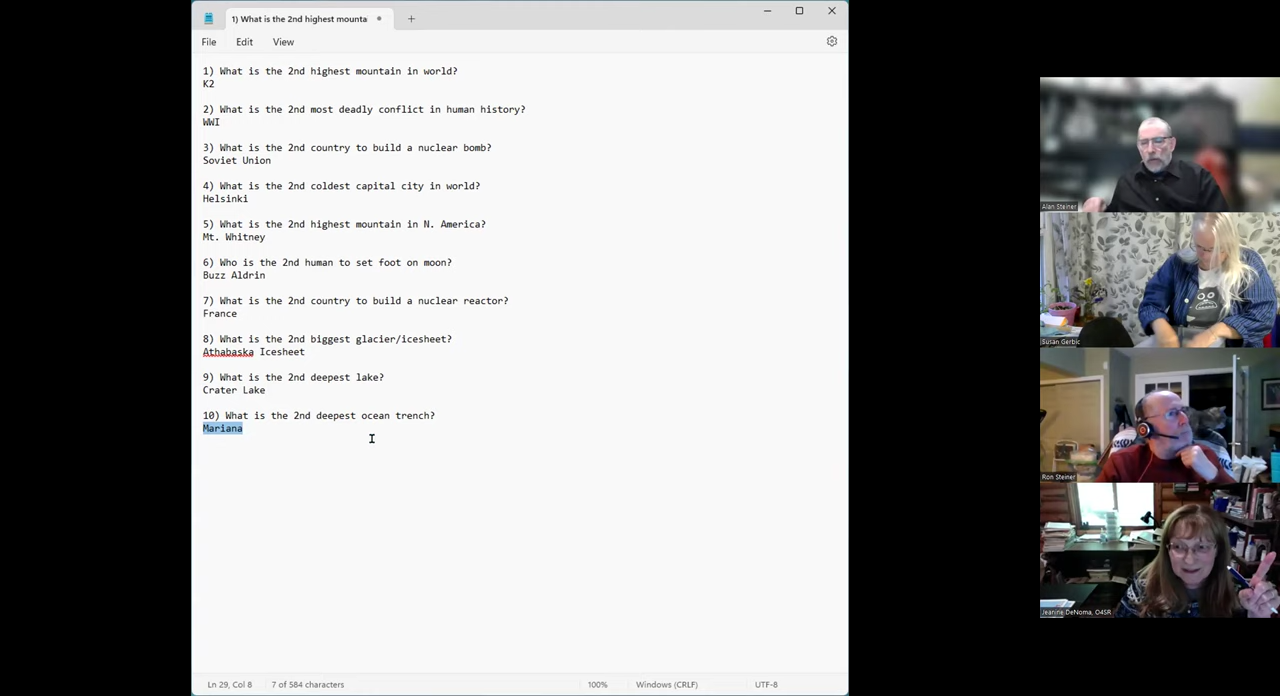 1) What is the 2nd highest mounta
File Edit View
1) What is the 2nd highest mountain in world?
K2
2) What is the 2nd most deadly conflict in human history?
WWI
3) What is the 2nd country to build a nuclear bomb?
Soviet Union
4) What is the 2nd coldest capital city in world?
Helsinki
5) What is the 2nd highest mountain in N. America?
Mt. Whitney
6) Who is the 2nd human to set foot on moon?
Buzz Aldrin
7) What is the 2nd country to build a nuclear reactor?
France
8) What is the 2nd biggest glacier/icesheet?
Athabaska Icesheet
9) What is the 2nd deepest lake?
Crater Lake
10) What is the 2nd deepest ocean trench?
Mariana
Ln 29, Col 8 7 of 584 characters 100% Windows (CRLF) UTF-8
Alan Steiner
Susan Gerbic
Ron Steiner
Jeanine DeNoma, O4SR